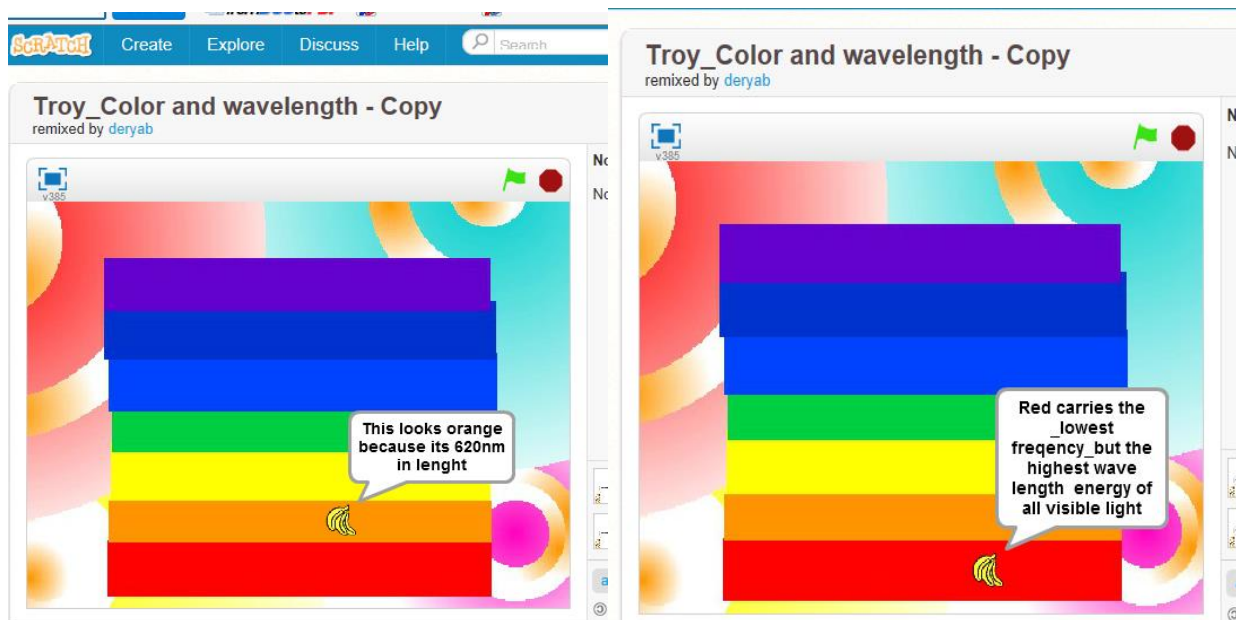 SCRATCH Create Explore Discuss Help Search
Troy_Color and wavelength - Copy
remixed by deryab
v385
No
No
This looks orange
because its 620nm
in lenght
a
Troy_Color and wavelength - Copy
remixed by deryab
v385
N
N
Red carries the
_lowest
freqency_but the
highest wave
length energy of
all visible light